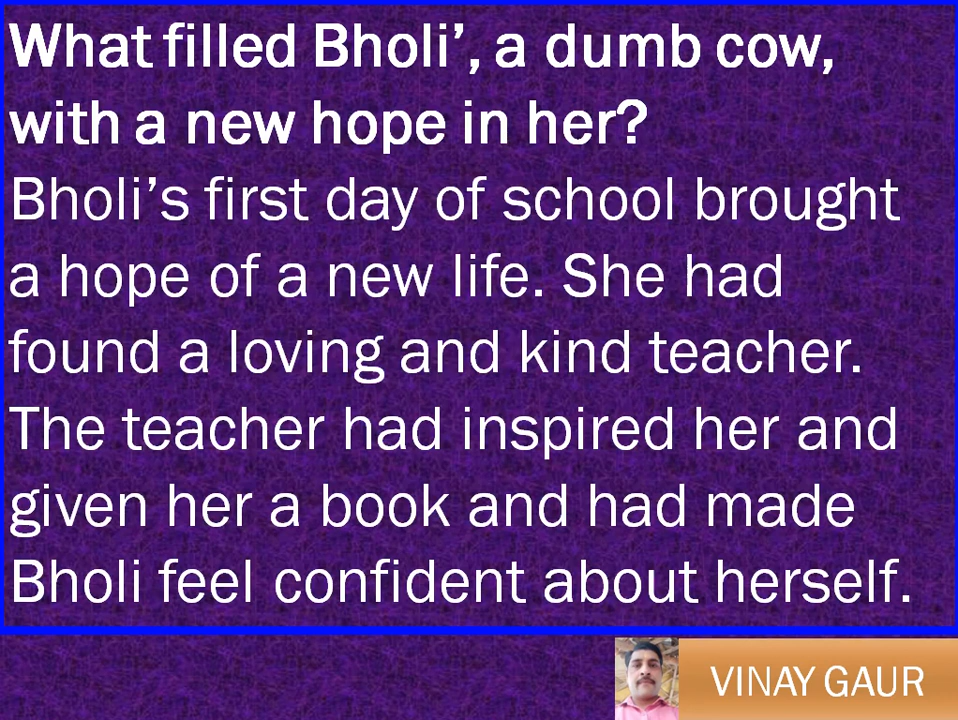 What filled Bholi’, a dumb cow,
with a new hope in her?
Bholi’s first day of school brought
a hope of a new life. She had
found a loving and kind teacher.
The teacher had inspired her and
given her a book and had made
Bholi feel confident about herself.
VINAY GAUR